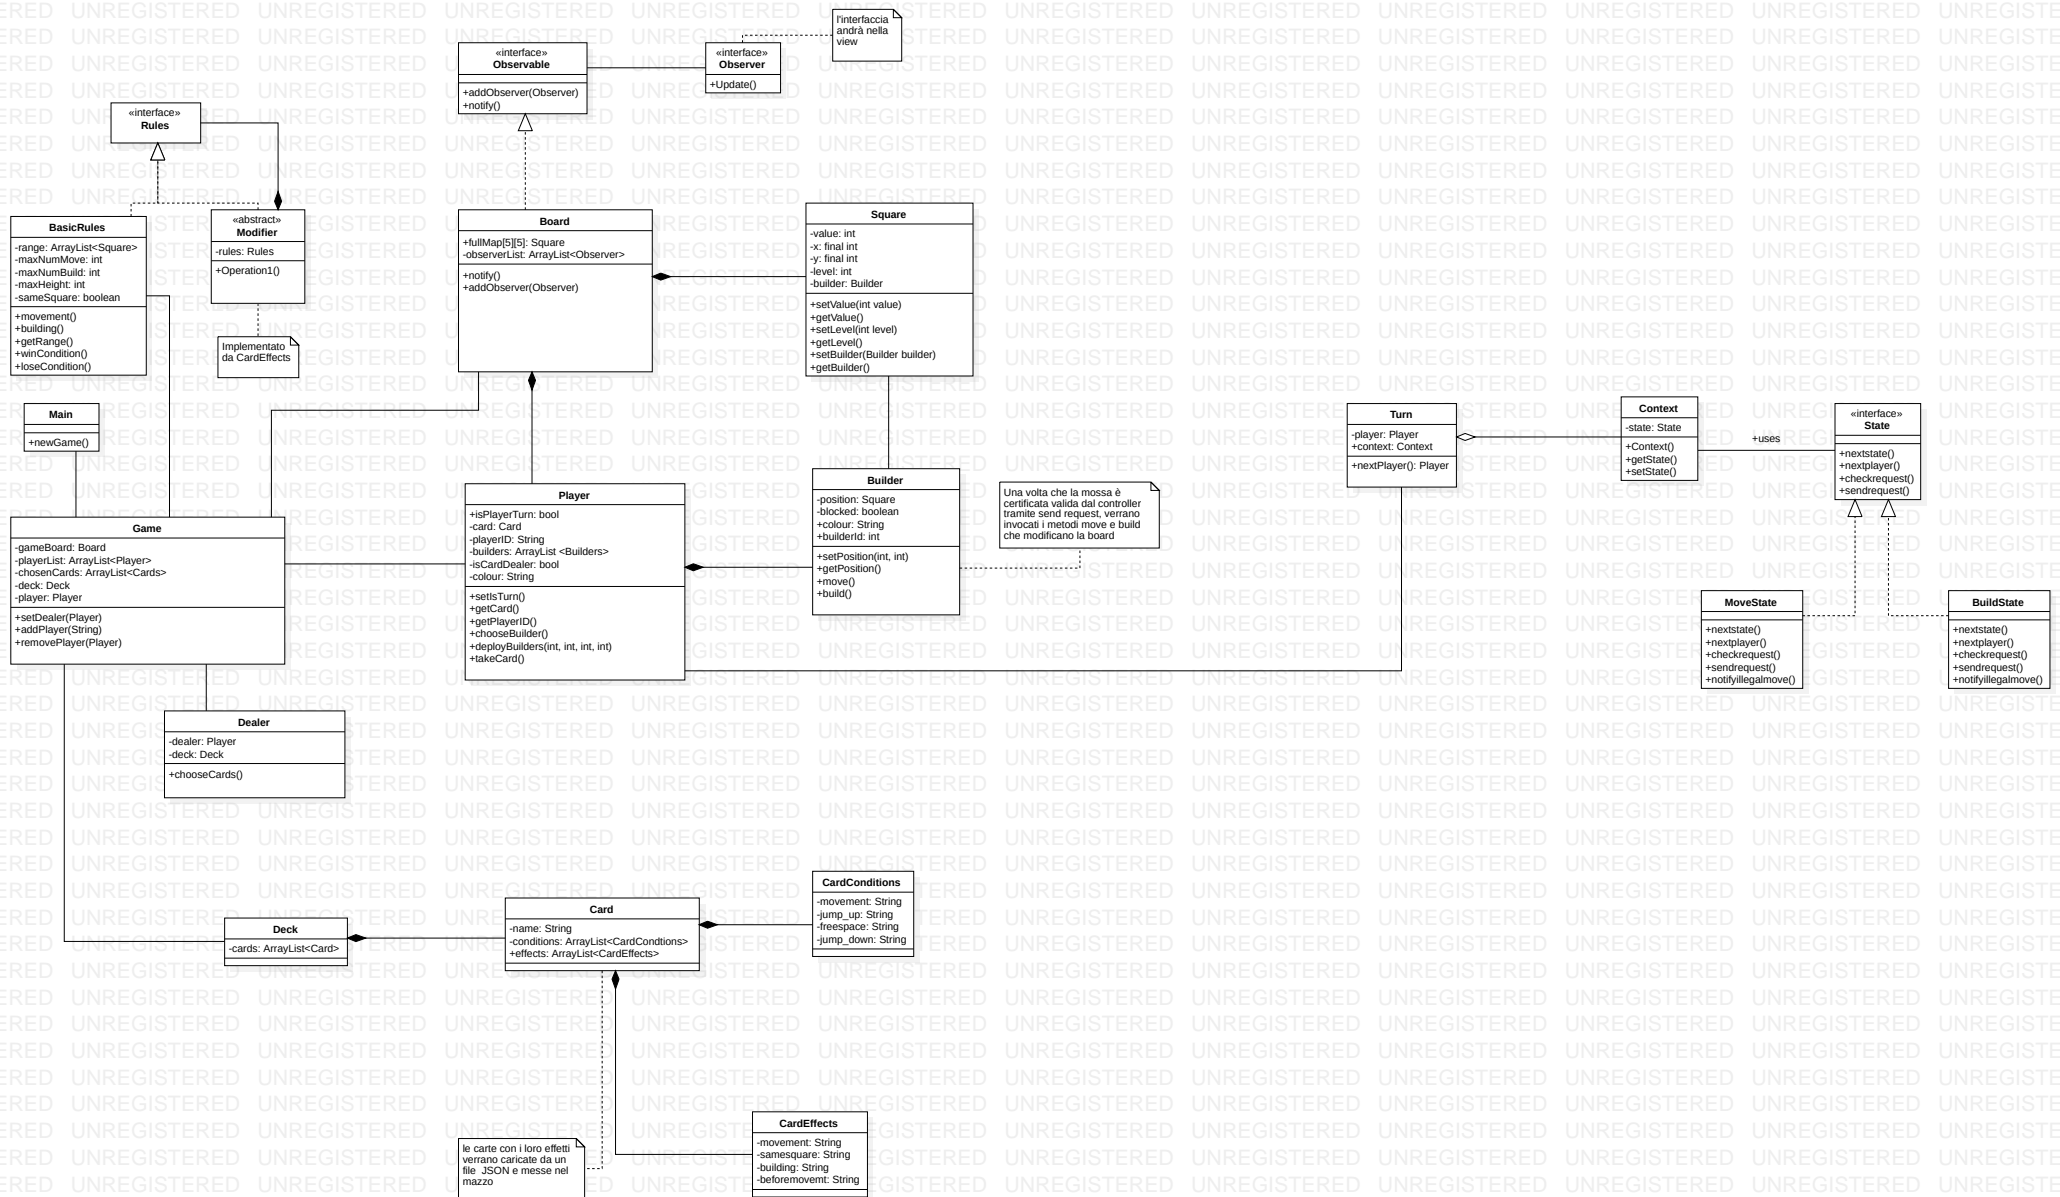 l'interfaccia
andrà nella
view
«interface»
Observable
+addObserver(Observer)
+notify()
«interface»
Observer
+Update()
«interface»
Rules
BasicRules
-range: ArrayList<Square>
-maxNumMove: int
-maxNumBuild: int
-maxHeight: int
-sameSquare: boolean
+movement()
+building()
+getRange()
+winCondition()
+loseCondition()
«abstract»
Modifier
-rules: Rules
+Operation1()
Implementato
da CardEffects
Board
+fullMap[5][5]: Square
-observerList: ArrayList<Observer>
+notify()
+addObserver(Observer)
Square
-value: int
-x: final int
-y: final int
-level: int
-builder: Builder
+setValue(int value)
+getValue()
+setLevel(int level)
+getLevel()
+setBuilder(Builder builder)
+getBuilder()
Main
+newGame()
Turn
-player: Player
+context: Context
+nextPlayer(): Player
Context
-state: State
+Context()
+getState()
+setState()
+uses
«interface»
State
+nextstate()
+nextplayer()
+checkrequest()
+sendrequest()
Game
-gameBoard: Board
-playerList: ArrayList<Player>
-chosenCards: ArrayList<Cards>
-deck: Deck
-player: Player
+setDealer(Player)
+addPlayer(String)
+removePlayer(Player)
Player
+isPlayerTurn: bool
-card: Card
-playerID: String
-builders: ArrayList <Builders>
-isCardDealer: bool
-colour: String
+setIsTurn()
+getCard()
+getPlayerID()
+chooseBuilder()
+deployBuilders(int, int, int, int)
+takeCard()
Builder
-position: Square
-blocked: boolean
+colour: String
+builderId: int
+setPosition(int, int)
+getPosition()
+move()
+build()
Una volta che la mossa è
certificata valida dal controller
tramite send request, verrano
invocati i metodi move e build
che modificano la board
MoveState
+nextstate()
+nextplayer()
+checkrequest()
+sendrequest()
+notifyillegalmove()
BuildState
+nextstate()
+nextplayer()
+checkrequest()
+sendrequest()
+notifyillegalmove()
Dealer
-dealer: Player
-deck: Deck
+chooseCards()
Deck
-cards: ArrayList<Card>
Card
-name: String
-conditions: ArrayList<CardCondtions>
+effects: ArrayList<CardEffects>
CardConditions
-movement: String
-jump_up: String
-freespace: String
-jump_down: String
CardEffects
-movement: String
-samesquare: String
-building: String
-beforemovemt: String
le carte con i loro effetti
verrano caricate da un
file  JSON e messe nel
mazzo
UNREGISTERED